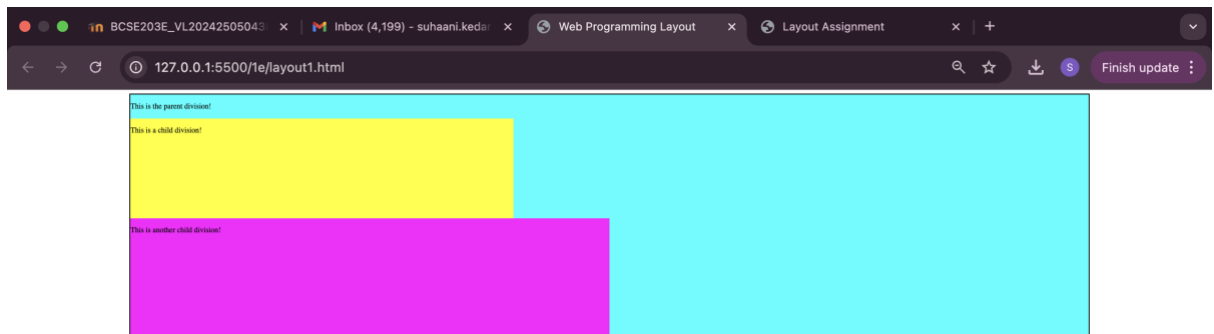 BCSE203E_VL20242505043
Inbox (4,199) - suhaani.kedar
Web Programming Layout
Layout Assignment
127.0.0.1:5500/1e/layout1.html
S
Finish update
This is the parent division!
This is a child division!
This is another child division!